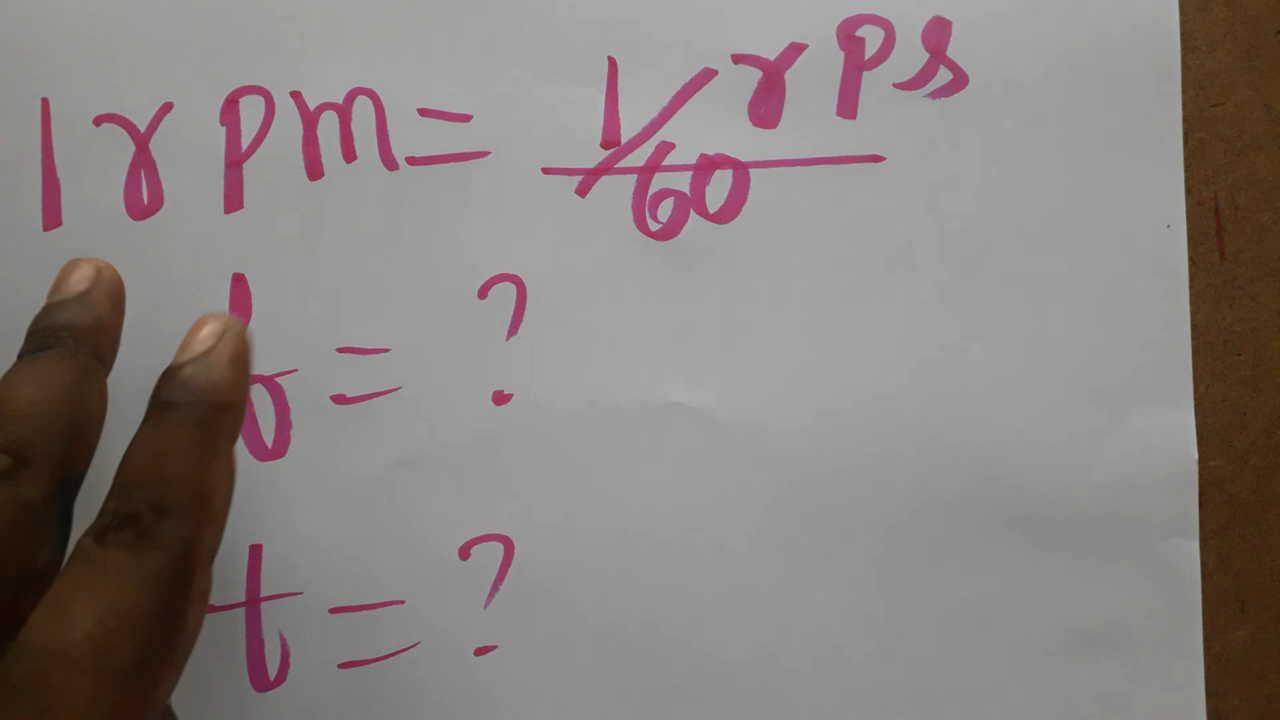 1 rpm = 1/60 rps
f = ?
t = ?